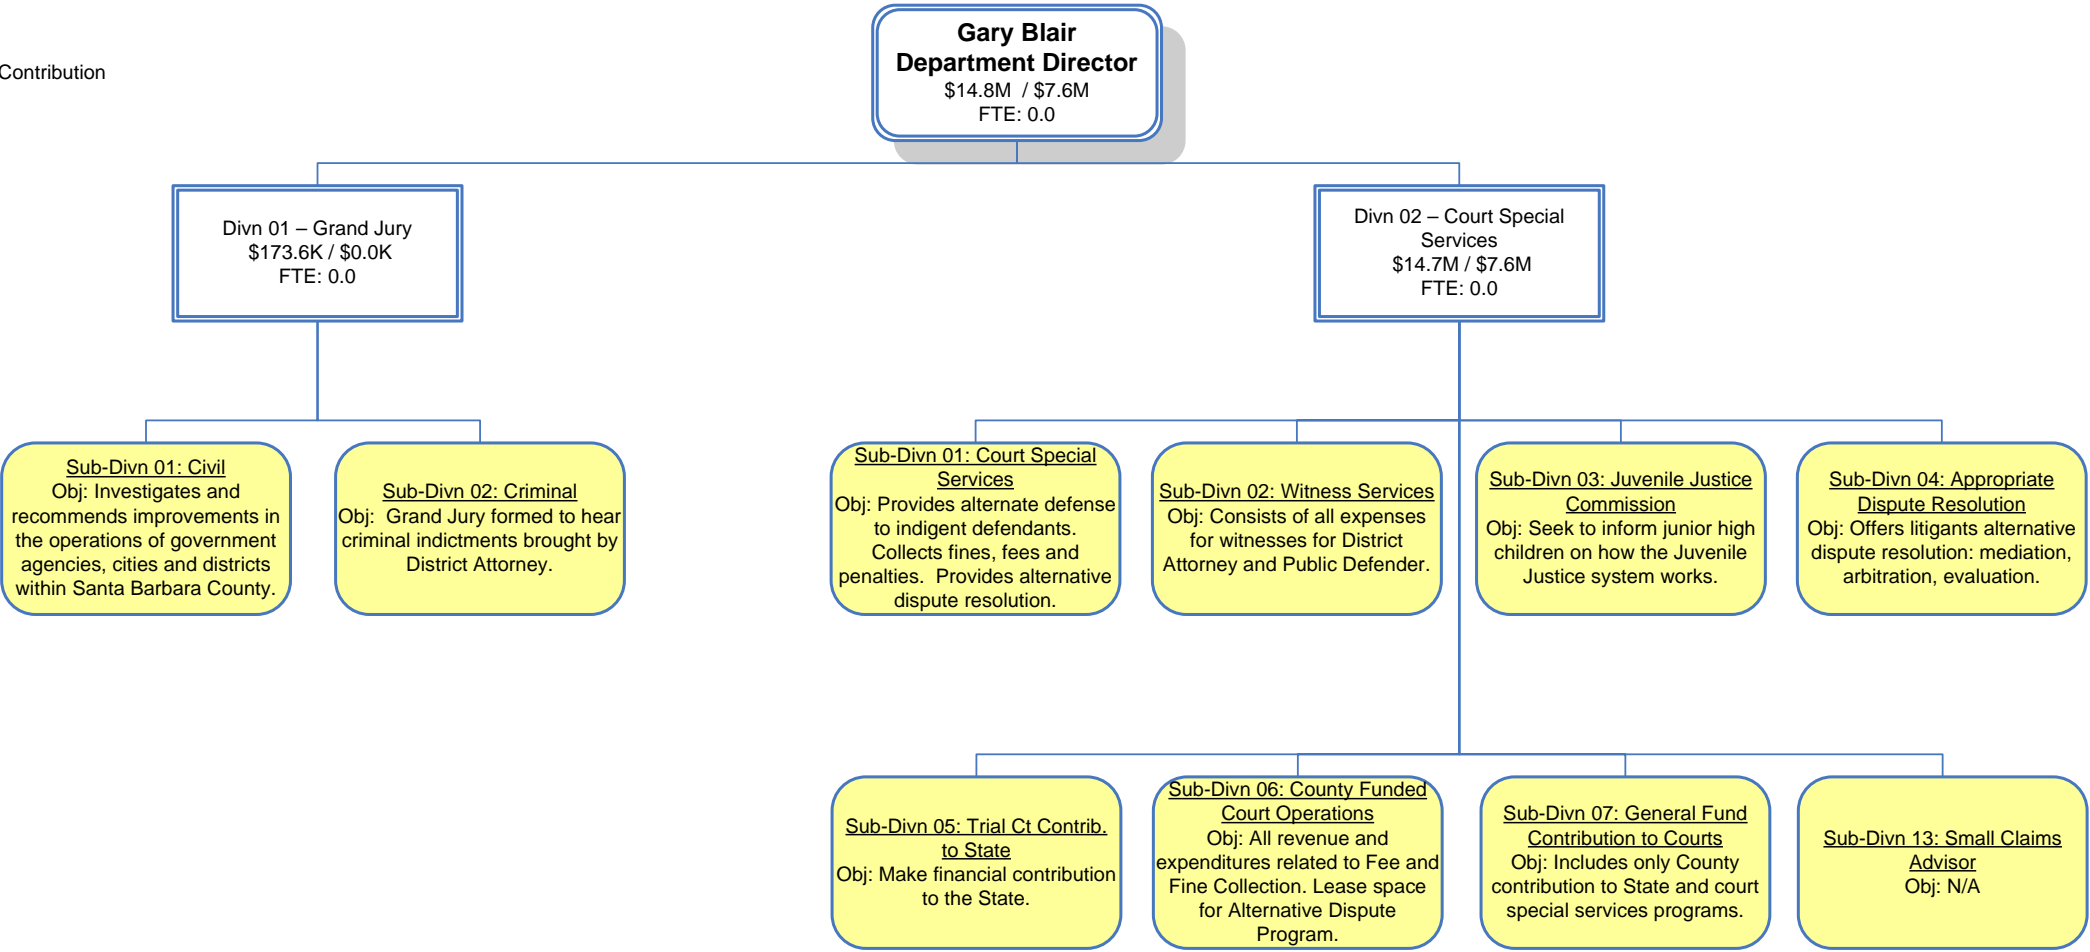 Contribution
Gary Blair
Department Director
$14.8M / $7.6M
FTE: 0.0
Divn 01 – Grand Jury
$173.6K / $0.0K
FTE: 0.0
Divn 02 – Court Special
Services
$14.7M / $7.6M
FTE: 0.0
Sub-Divn 01: Civil
Obj: Investigates and
recommends improvements in
the operations of government
agencies, cities and districts
within Santa Barbara County.
Sub-Divn 02: Criminal
Obj: Grand Jury formed to hear
criminal indictments brought by
District Attorney.
Sub-Divn 01: Court Special
Services
Obj: Provides alternate defense
to indigent defendants.
Collects fines, fees and
penalties. Provides alternative
dispute resolution.
Sub-Divn 02: Witness Services
Obj: Consists of all expenses
for witnesses for District
Attorney and Public Defender.
Sub-Divn 03: Juvenile Justice
Commission
Obj: Seek to inform junior high
children on how the Juvenile
Justice system works.
Sub-Divn 04: Appropriate
Dispute Resolution
Obj: Offers litigants alternative
dispute resolution: mediation,
arbitration, evaluation.
Sub-Divn 05: Trial Ct Contrib.
to State
Obj: Make financial contribution
to the State.
Sub-Divn 06: County Funded
Court Operations
Obj: All revenue and
expenditures related to Fee and
Fine Collection. Lease space
for Alternative Dispute
Program.
Sub-Divn 07: General Fund
Contribution to Courts
Obj: Includes only County
contribution to State and court
special services programs.
Sub-Divn 13: Small Claims
Advisor
Obj: N/A